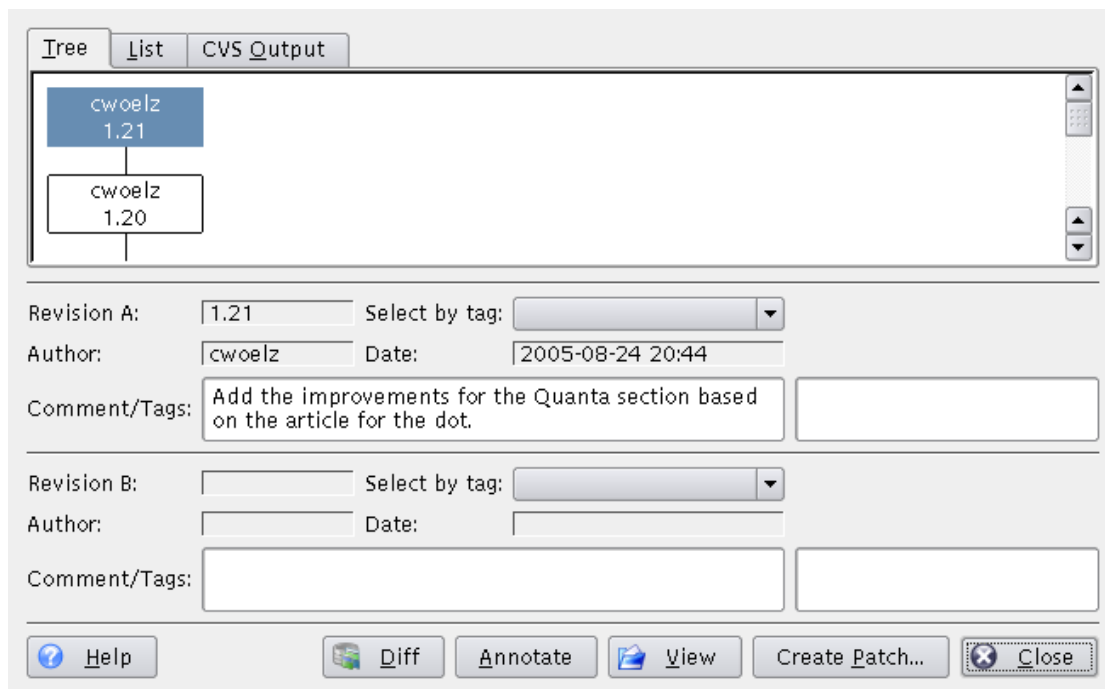 Tree List CVS Output
cwoelz
1.21
cwoelz
1.20
Revision A: 1.21 Select by tag:
Author: cwoelz Date: 2005-08-24 20:44
Comment/Tags: Add the improvements for the Quanta section based
on the article for the dot.
Revision B: Select by tag:
Author: Date:
Comment/Tags:
Help Diff Annotate View Create Patch... Close